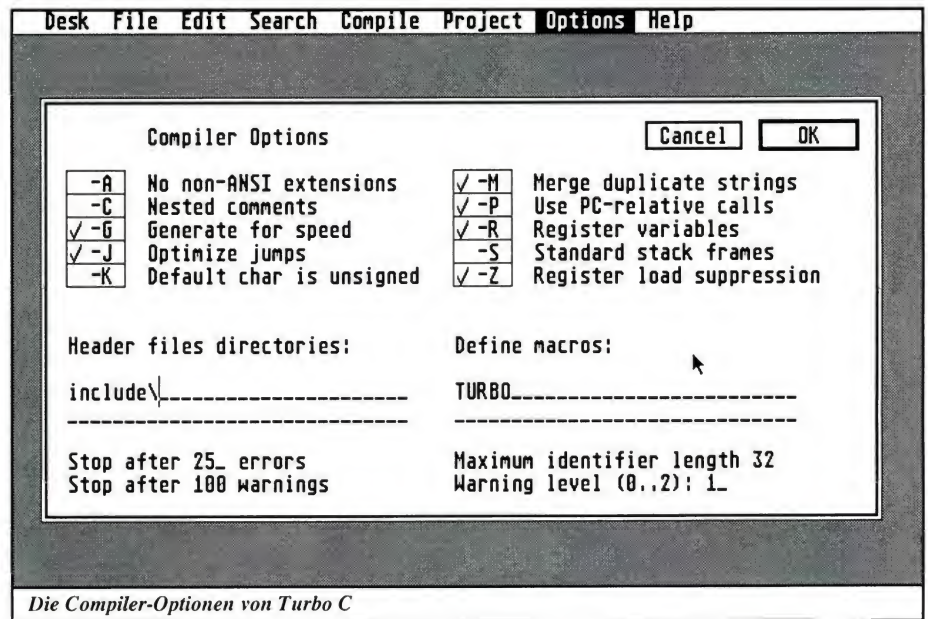 Desk File Edit Search Compile Project Options Help
Compiler Options
Cancel
OK
-A No non-ANSI extensions
-C Nested comments
√ -G Generate for speed
√ -J Optimize jumps
-K Default char is unsigned
√ -M Merge duplicate strings
√ -P Use PC-relative calls
√ -R Register variables
-S Standard stack frames
√ -Z Register load suppression
Header files directories:
include\
Define macros:
TURBO
Stop after 25_ errors
Stop after 100 warnings
Maximum identifier length 32
Warning level (0..2): 1_
Die Compiler-Optionen von Turbo C